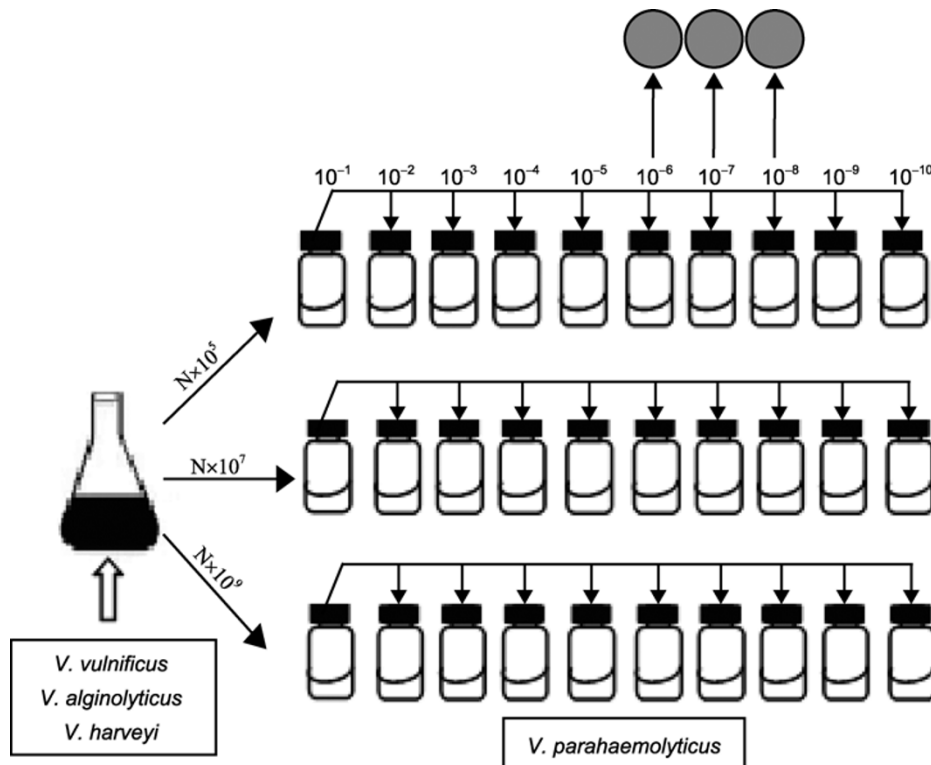 10⁻¹ 10⁻² 10⁻³ 10⁻⁴ 10⁻⁵ 10⁻⁶ 10⁻⁷ 10⁻⁸ 10⁻⁹ 10⁻¹⁰
N×10⁵
N×10⁷
N×10⁹
V. vulnificus
V. alginolyticus
V. harveyi
V. parahaemolyticus